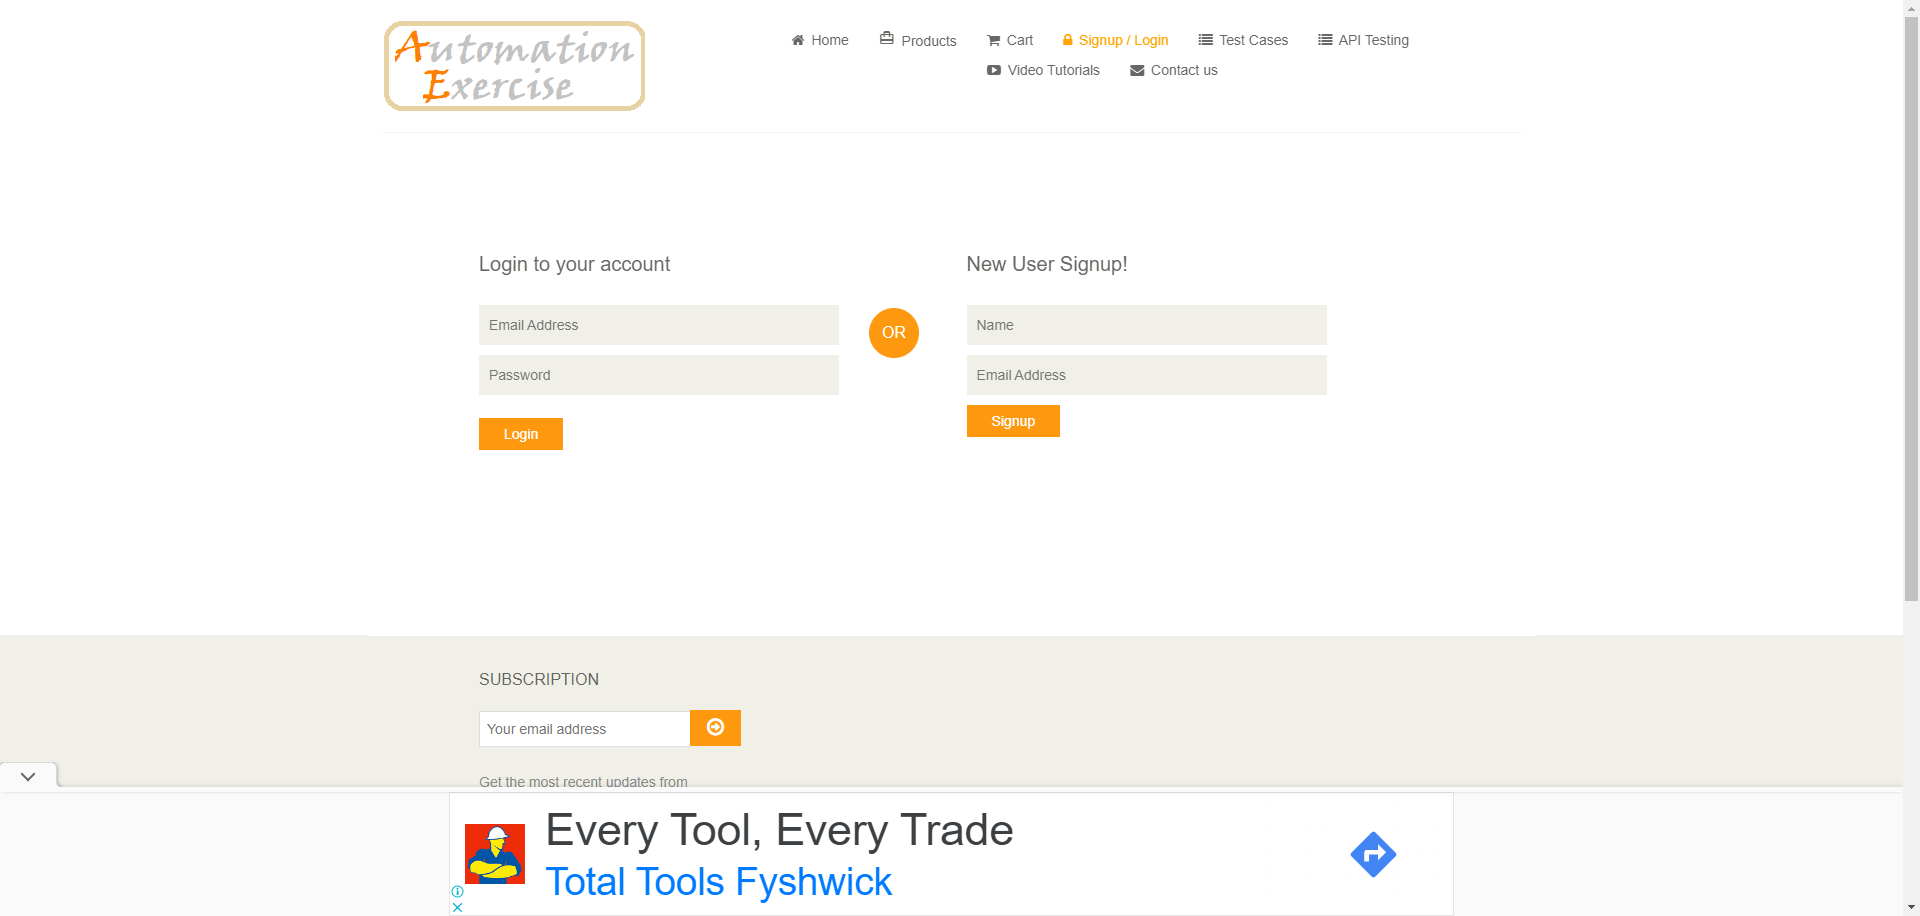 Automation
Exercise
Home
Products
Cart
Signup / Login
Test Cases
API Testing
Video Tutorials
Contact us
Login to your account
Email Address
Password
Login
OR
New User Signup!
Name
Email Address
Signup
SUBSCRIPTION
Your email address
Get the most recent updates from
Every Tool, Every Trade
Total Tools Fyshwick